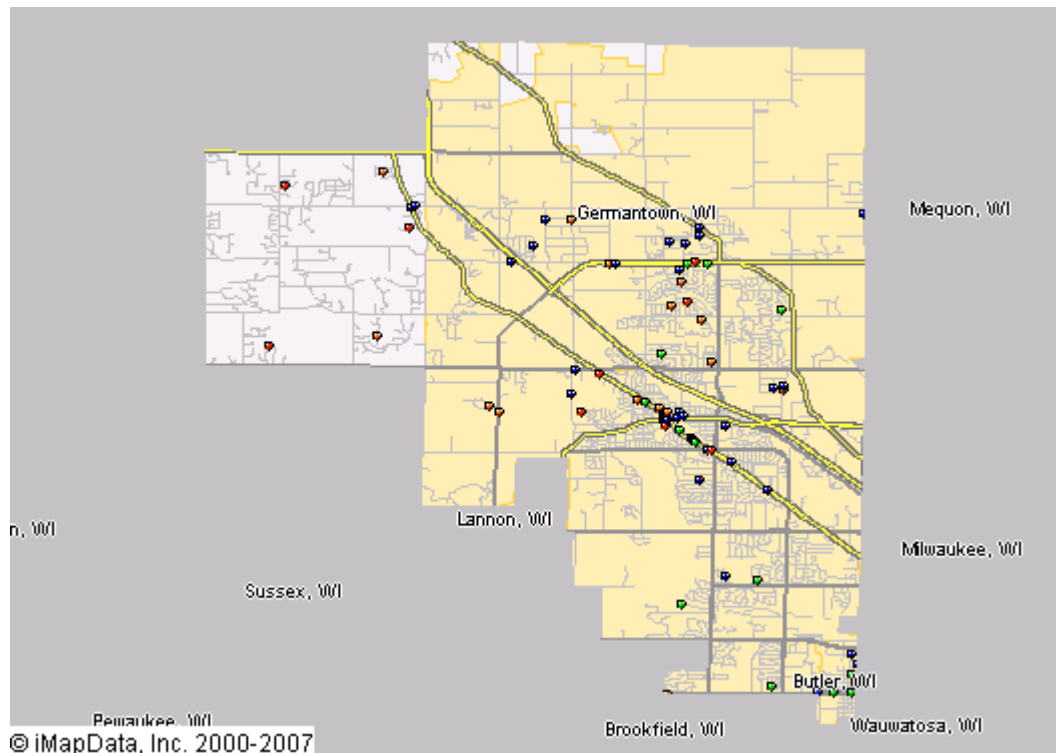 Germantown, WI
Mequon, WI
Lannon, WI
n, WI
Milwaukee, WI
Sussex, WI
Butler, WI
Pewaukee, WI
Brookfield, WI
Wauwatosa, WI
© iMapData, Inc. 2000-2007